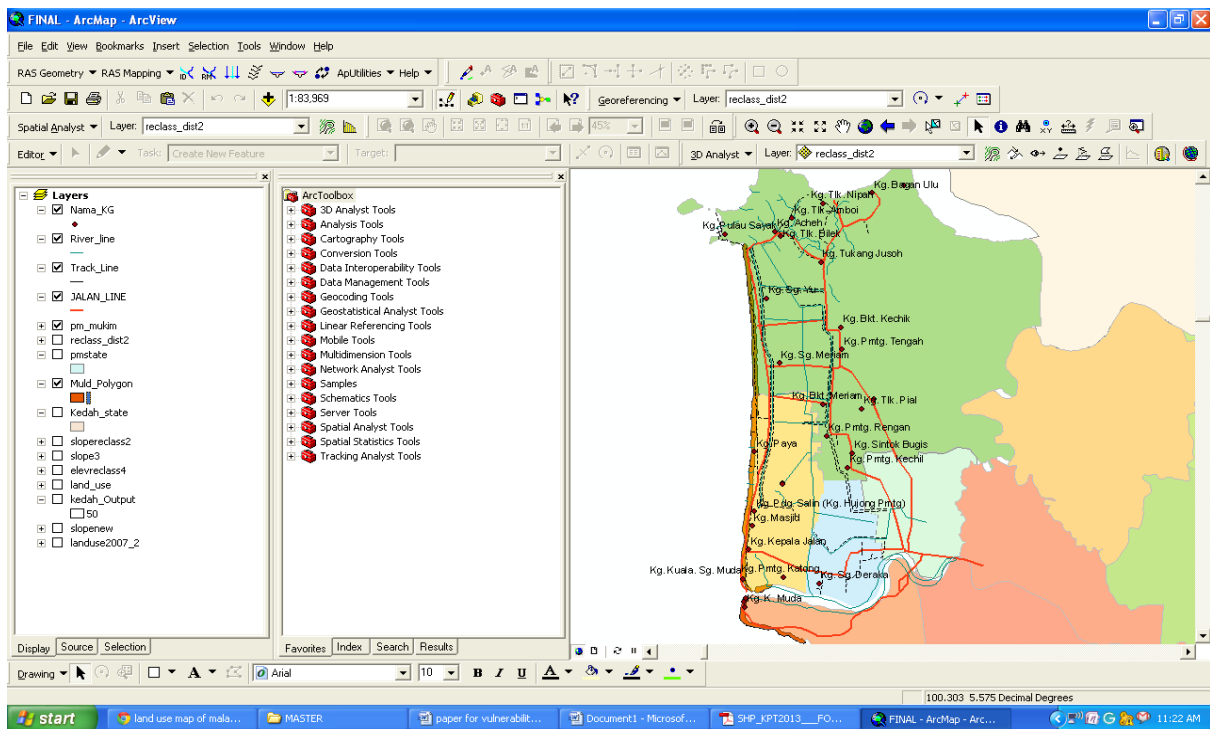 FINAL - ArcMap - ArcView
File Edit View Bookmarks Insert Selection Tools Window Help
RAS Geometry RAS Mapping ApUtilities Help
1:83,969 Georeferencing Layer: reclass_dist2
Spatial Analyst Layer: reclass_dist2 45%
Editor Task: Create New Feature Target: 3D Analyst Layer: reclass_dist2
Layers
Nama_KG
River_line
Track_Line
JALAN_LINE
pm_mukim
reclass_dist2
pmstate
Muld_Polygon
Kedah_state
slopereclass2
slope3
elevreclass4
land_use
kedah_Output
50
slopenew
landuse2007_2
Display Source Selection
ArcToolbox
3D Analyst Tools
Analysis Tools
Cartography Tools
Conversion Tools
Data Interoperability Tools
Data Management Tools
Geocoding Tools
Geostatistical Analyst Tools
Linear Referencing Tools
Mobile Tools
Multidimension Tools
Network Analyst Tools
Samples
Schematics Tools
Server Tools
Spatial Analyst Tools
Spatial Statistics Tools
Tracking Analyst Tools
Favorites Index Search Results
Kg. Bagan Ulu
Kg. Tlk. Nipah
Kg. Tlk. Amboi
Kg. Pulau Sayak
Kg. Acheh
Kg. Tlk. Bilek
Kg. Tukang Jusoh
Kg. Sg. Yu
Kg. Bkt. Kechik
Kg. Pmtg. Tengah
Kg. Sg. Meriam
Kg. Bkt. Meriam
Kg. Tlk. Pial
Kg. Pmtg. Rengan
Kg. Paya
Kg. Sintok Bugis
Kg. Pmtg. Kechil
Kg. Pdg. Salin (Kg. Hujong Pmtg)
Kg. Masjid
Kg. Kepala Jalan
Kg. Kuala. Sg. Muda
Kg. Pmtg. Katong
Kg. Sg. Deraka
Kg. K. Muda
Drawing A Arial 10 B I U A
100.303 5.575 Decimal Degrees
start land use map of mala... MASTER paper for vulnerabilit... Document1 - Microsof... SHP_KPT2013___FO... FINAL - ArcMap - Arc... 11:22 AM